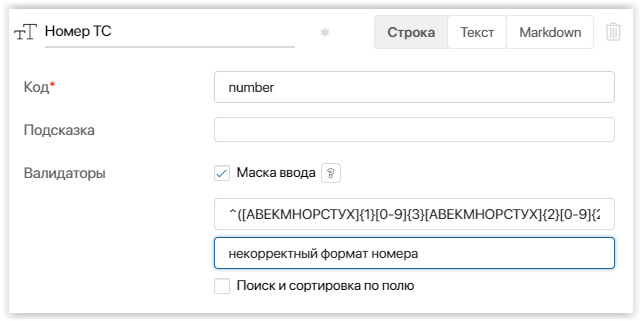 Номер ТС
Строка Текст Markdown
Код*
number
Подсказка
Валидаторы
Маска ввода ?
^([АВЕКМНОРСТУХ]{1}[0-9]{3}[АВЕКМНОРСТУХ]{2}[0-9]{2
некорректный формат номера
Поиск и сортировка по полю